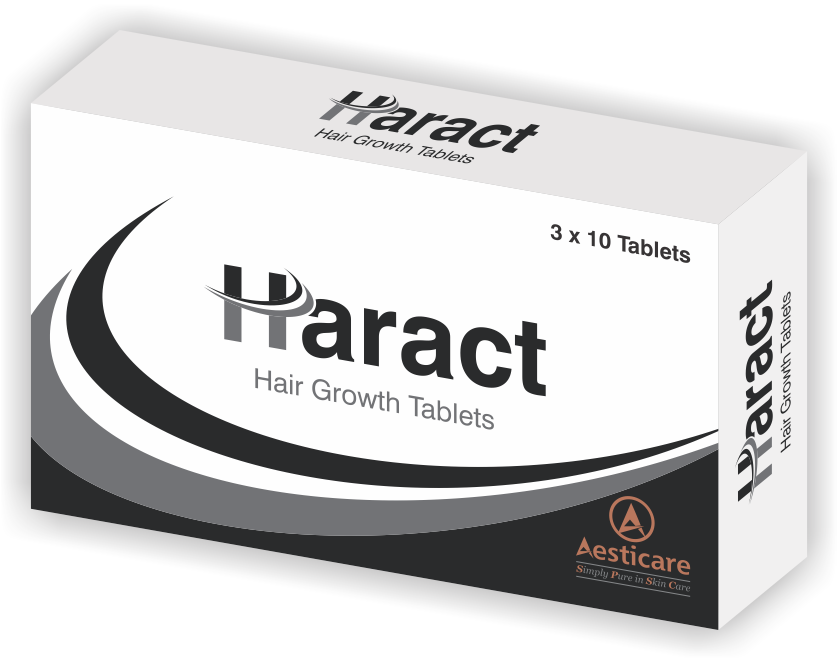 Haract
Hair Growth Tablets
3 x 10 Tablets
Haract
Hair Growth Tablets
Haract
Hair Growth Tablets
Aesticare
Simply Pure in Skin Care